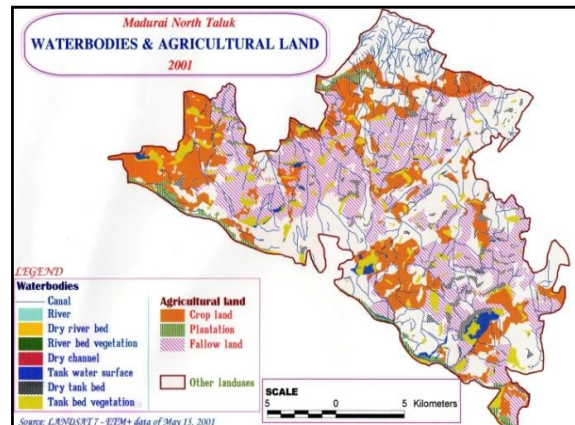 Madurai North Taluk
WATERBODIES & AGRICULTURAL LAND
2001
LEGEND
Waterbodies
Canal
River
Dry river bed
River bed vegetation
Dry channel
Tank water surface
Dry tank bed
Tank bed vegetation
Agricultural land
Crop land
Plantation
Fallow land
Other landuses
SCALE
5 0 5 Kilometers
Source: LANDSAT 7 - ETM+ data of May 15, 2001